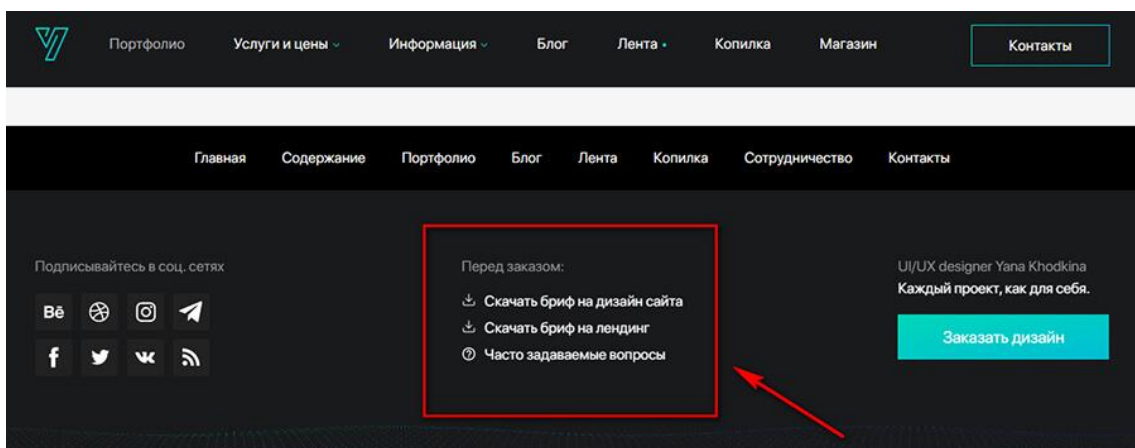 Портфолио Услуги и цены Информация Блог Лента Копилка Магазин Контакты
Главная Содержание Портфолио Блог Лента Копилка Сотрудничество Контакты
Подписывайтесь в соц. сетях
Bē
Перед заказом:
Скачать бриф на дизайн сайта
Скачать бриф на лендинг
Часто задаваемые вопросы
UI/UX designer Yana Khodkina
Каждый проект, как для себя.
Заказать дизайн